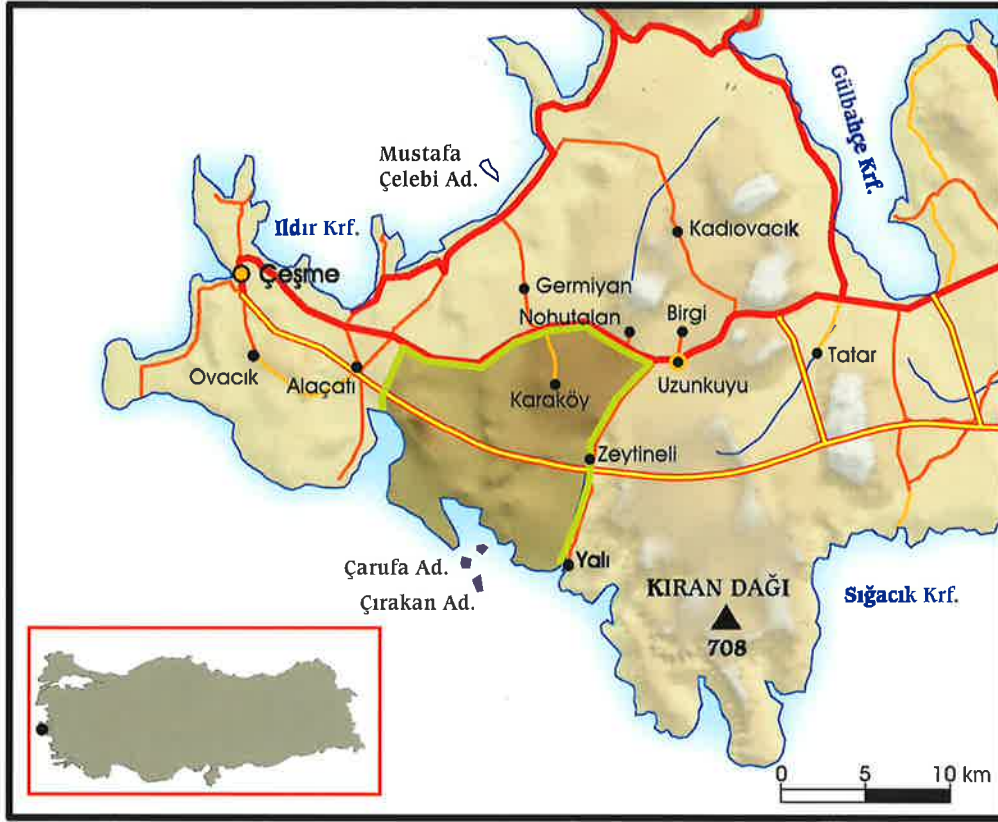 Gülbahçe Krf.
Mustafa
Çelebi Ad.
Ildır Krf.
Kadıovacık
Çeşme
Germiyan
Nohutalan
Birgi
Ovacık
Alaçatı
Karaköy
Uzunkuyu
Tatar
Zeytineli
Çarufa Ad.
Yalı
Çırakan Ad.
KIRAN DAĞI
708
Sığacık Krf.
0 5 10 km